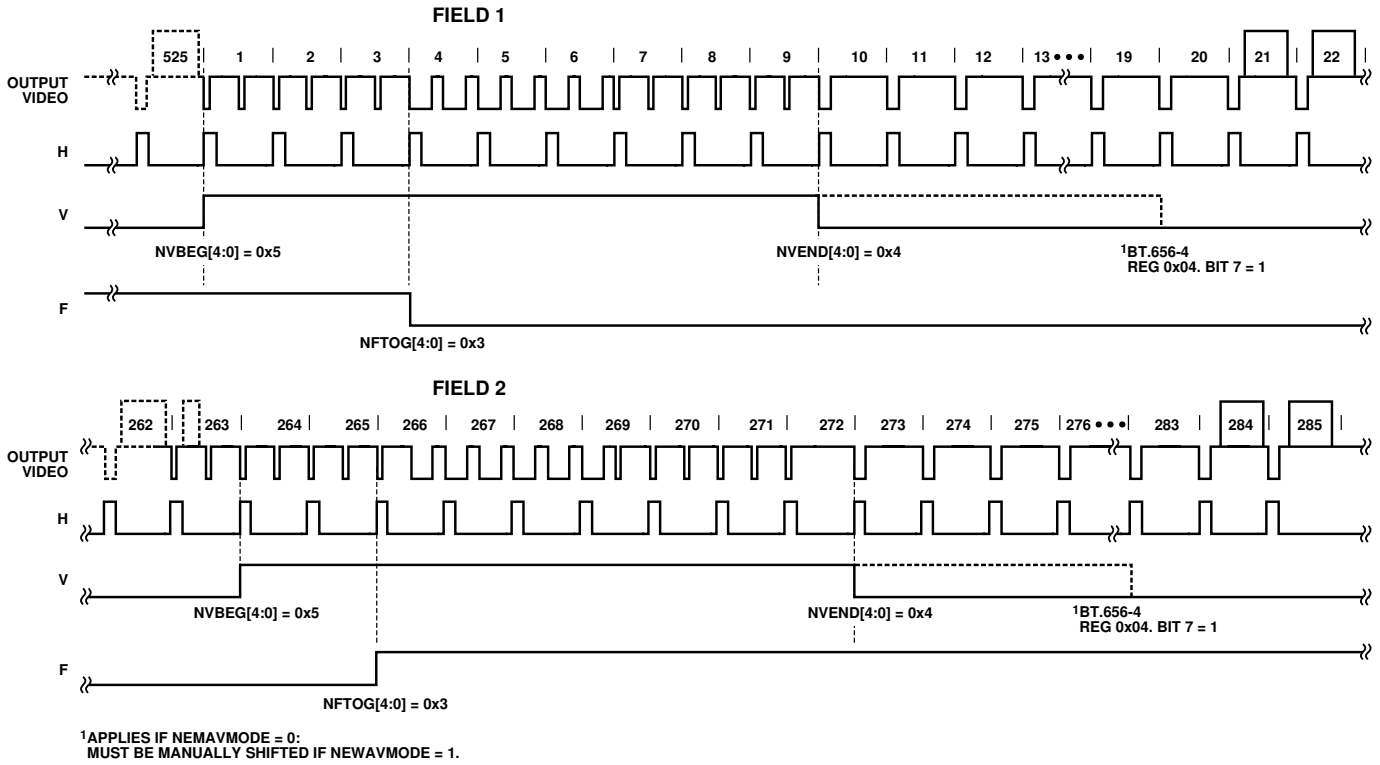 FIELD 1
525 1 2 3 4 5 6 7 8 9 10 11 12 13 ••• 19 20 21 22
OUTPUT
VIDEO
H
V
NVBEG[4:0] = 0x5
NVEND[4:0] = 0x4
1BT.656-4
REG 0x04. BIT 7 = 1
F
NFTOG[4:0] = 0x3
FIELD 2
262 263 264 265 266 267 268 269 270 271 272 273 274 275 276 ••• 283 284 285
OUTPUT
VIDEO
H
V
NVBEG[4:0] = 0x5
NVEND[4:0] = 0x4
1BT.656-4
REG 0x04. BIT 7 = 1
F
NFTOG[4:0] = 0x3
1APPLIES IF NEMAVMODE = 0:
MUST BE MANUALLY SHIFTED IF NEWAVMODE = 1.